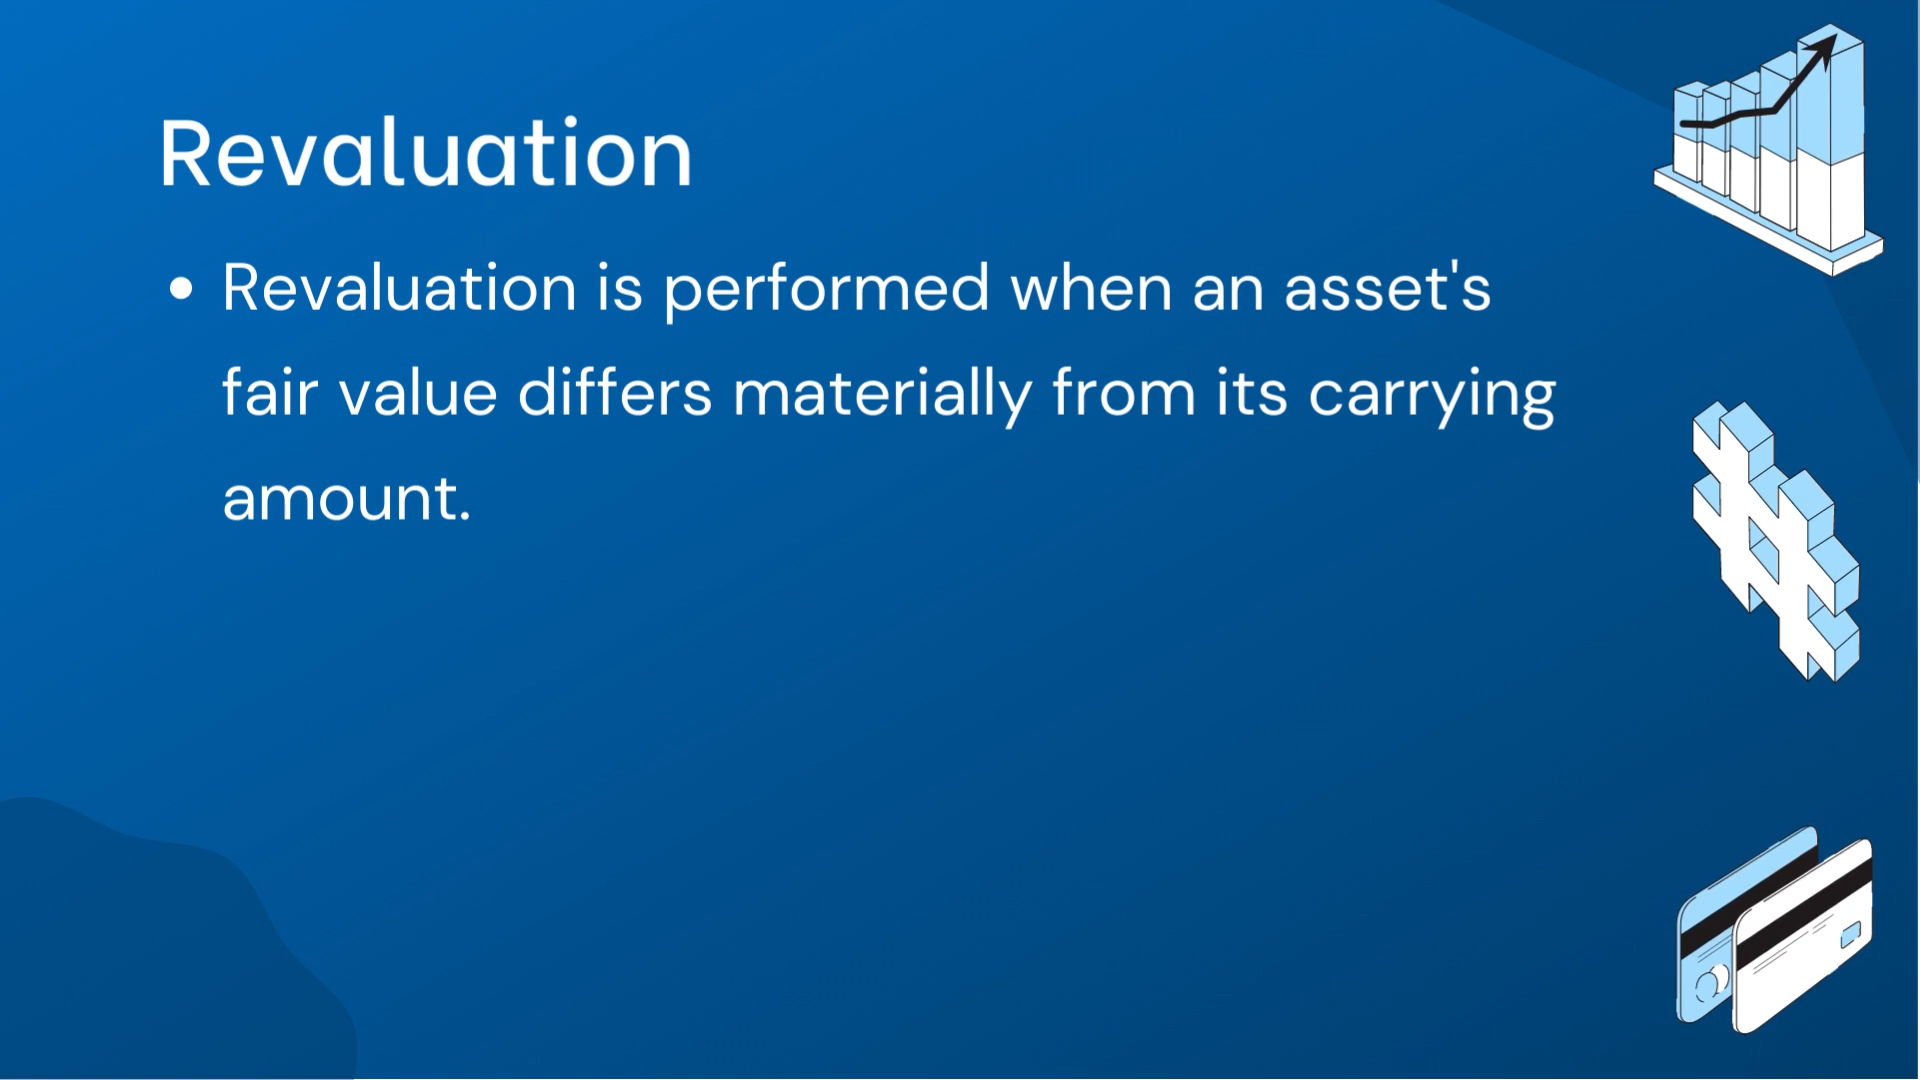 Revaluation
• Revaluation is performed when an asset's
fair value differs materially from its carrying
amount.